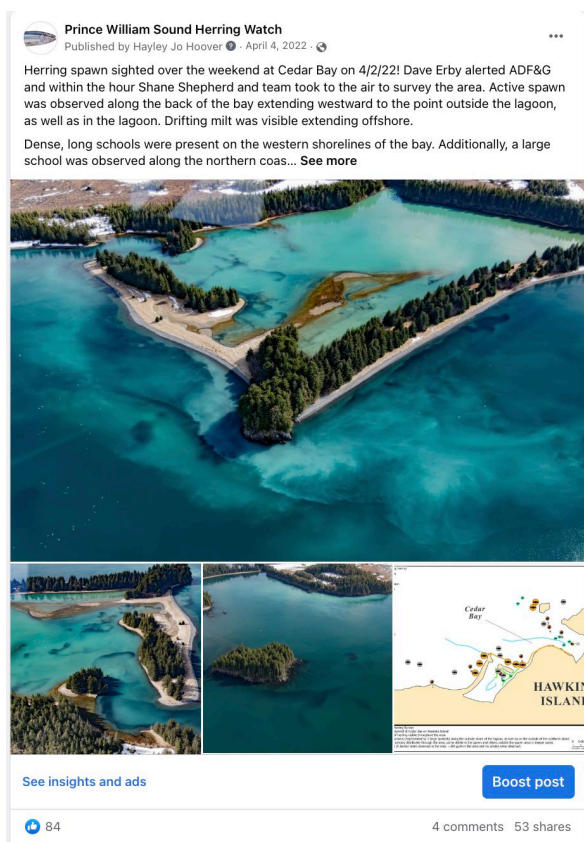 Prince William Sound Herring Watch
Published by Hayley Jo Hoover · April 4, 2022 ·
Herring spawn sighted over the weekend at Cedar Bay on 4/2/22! Dave Erby alerted ADF&G
and within the hour Shane Shepherd and team took to the air to survey the area. Active spawn
was observed along the back of the bay extending westward to the point outside the lagoon,
as well as in the lagoon. Drifting milt was visible extending offshore.
Dense, long schools were present on the western shorelines of the bay. Additionally, a large
school was observed along the northern coas... See more
Cedar
Bay
HAWKIN
ISLAN
See insights and ads
Boost post
84
4 comments 53 shares